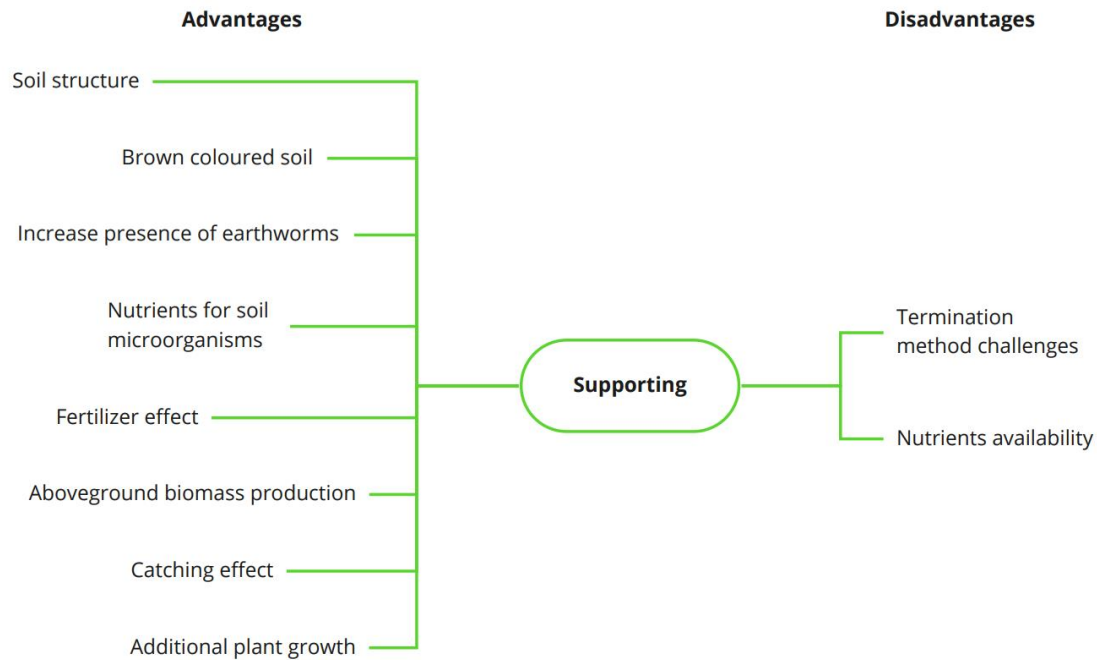 Advantages
Disadvantages
Soil structure
Brown coloured soil
Increase presence of earthworms
Nutrients for soil
microorganisms
Fertilizer effect
Aboveground biomass production
Catching effect
Additional plant growth
Supporting
Termination
method challenges
Nutrients availability